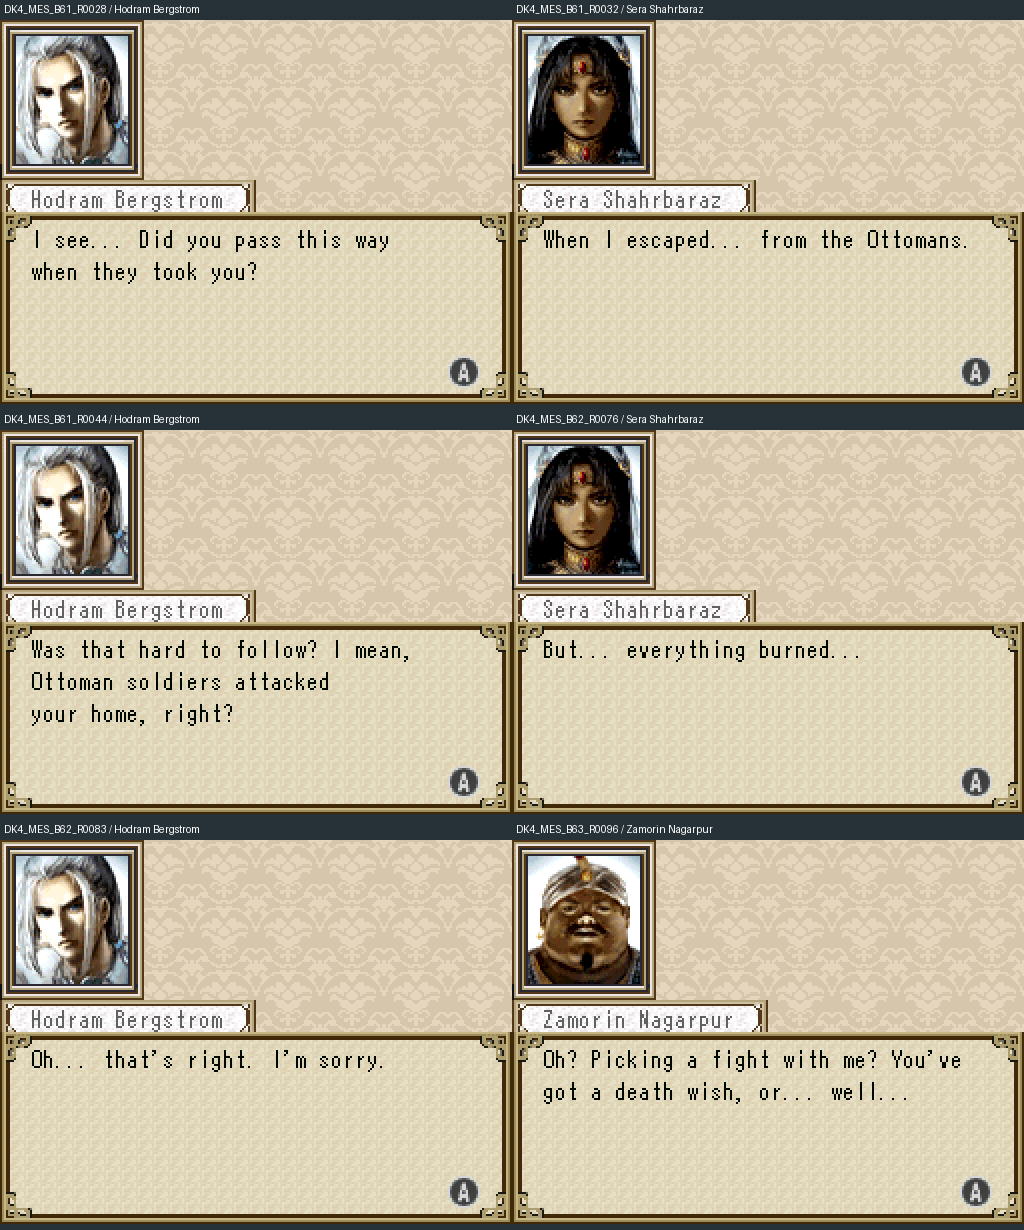 DK4_MES_B61_R0028 / Hodram Bergstrom
Hodram Bergstrom
I see... Did you pass this way
when they took you?
A
DK4_MES_B61_R0032 / Sera Shahrbaraz
Sera Shahrbaraz
When I escaped... from the Ottomans.
A
DK4_MES_B61_R0044 / Hodram Bergstrom
Hodram Bergstrom
Was that hard to follow? I mean,
Ottoman soldiers attacked
your home, right?
A
DK4_MES_B62_R0076 / Sera Shahrbaraz
Sera Shahrbaraz
But... everything burned...
A
DK4_MES_B62_R0083 / Hodram Bergstrom
Hodram Bergstrom
Oh... that's right. I'm sorry.
A
DK4_MES_B63_R0096 / Zamorin Nagarpur
Zamorin Nagarpur
Oh? Picking a fight with me? You've
got a death wish, or... well...
A